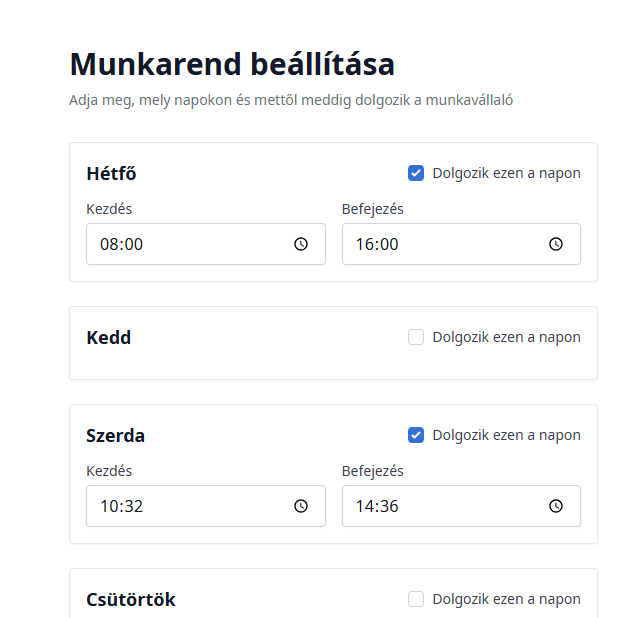 Munkarend beállítása
Adja meg, mely napokon és mettől meddig dolgozik a munkavállaló
Hétfő
Dolgozik ezen a napon
Kezdés
Befejezés
08:00
16:00
Kedd
Dolgozik ezen a napon
Szerda
Dolgozik ezen a napon
Kezdés
Befejezés
10:32
14:36
Csütörtök
Dolgozik ezen a napon